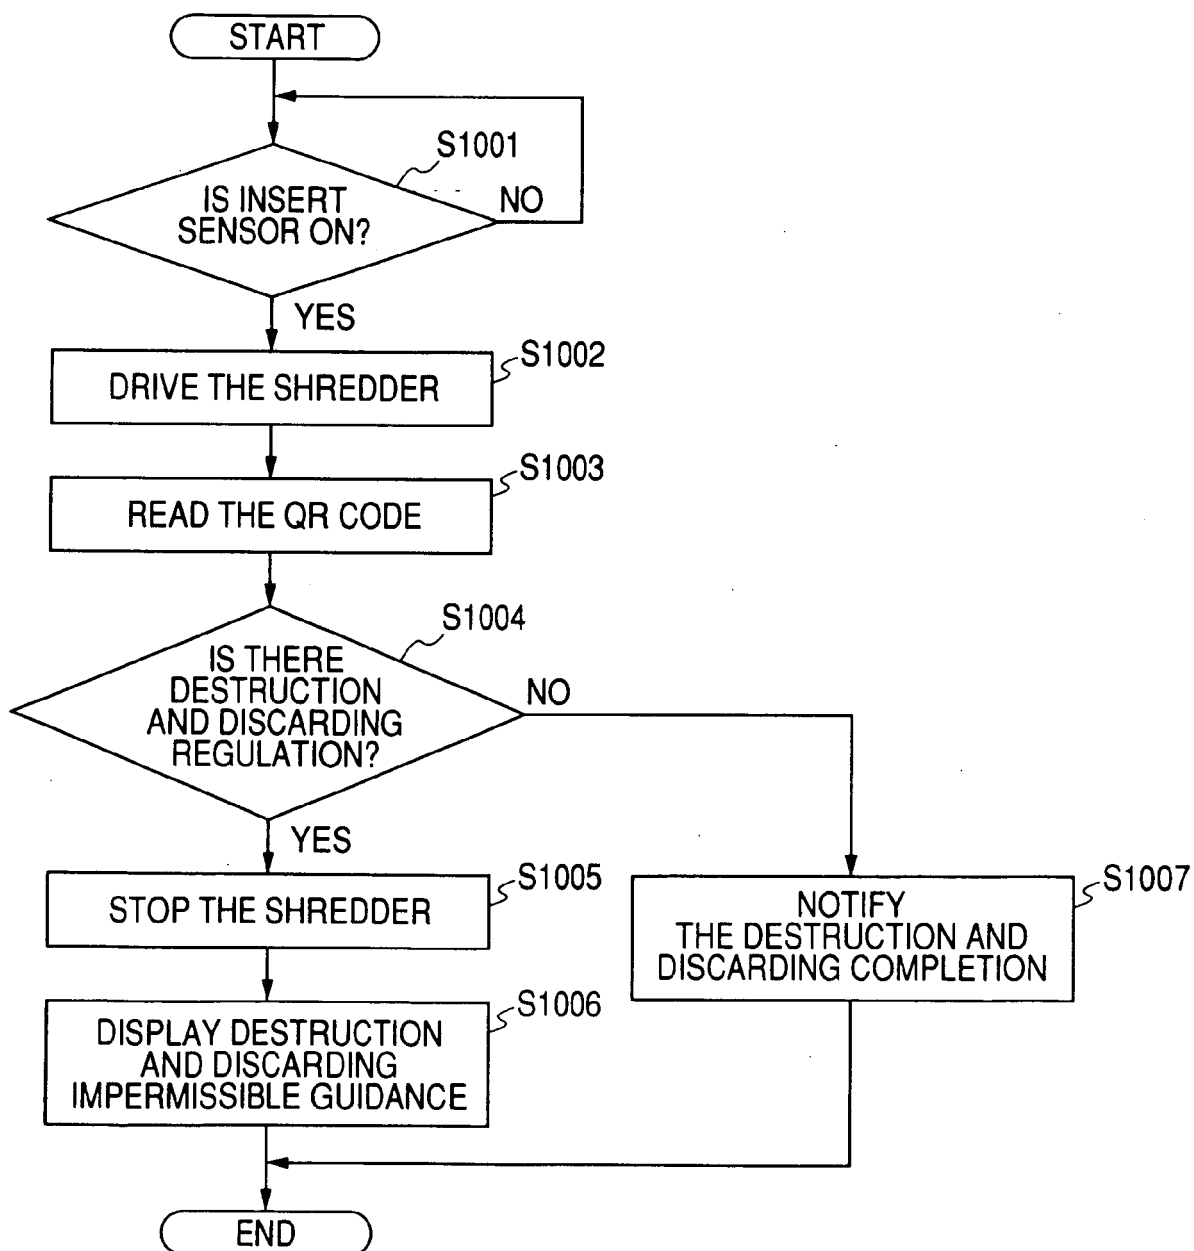 START
S1001
IS INSERT
SENSOR ON?
NO
YES
S1002
DRIVE THE SHREDDER
S1003
READ THE QR CODE
S1004
IS THERE
DESTRUCTION
AND DISCARDING
REGULATION?
NO
YES
S1005
STOP THE SHREDDER
S1007
NOTIFY
THE DESTRUCTION AND
DISCARDING COMPLETION
S1006
DISPLAY DESTRUCTION
AND DISCARDING
IMPERMISSIBLE GUIDANCE
END